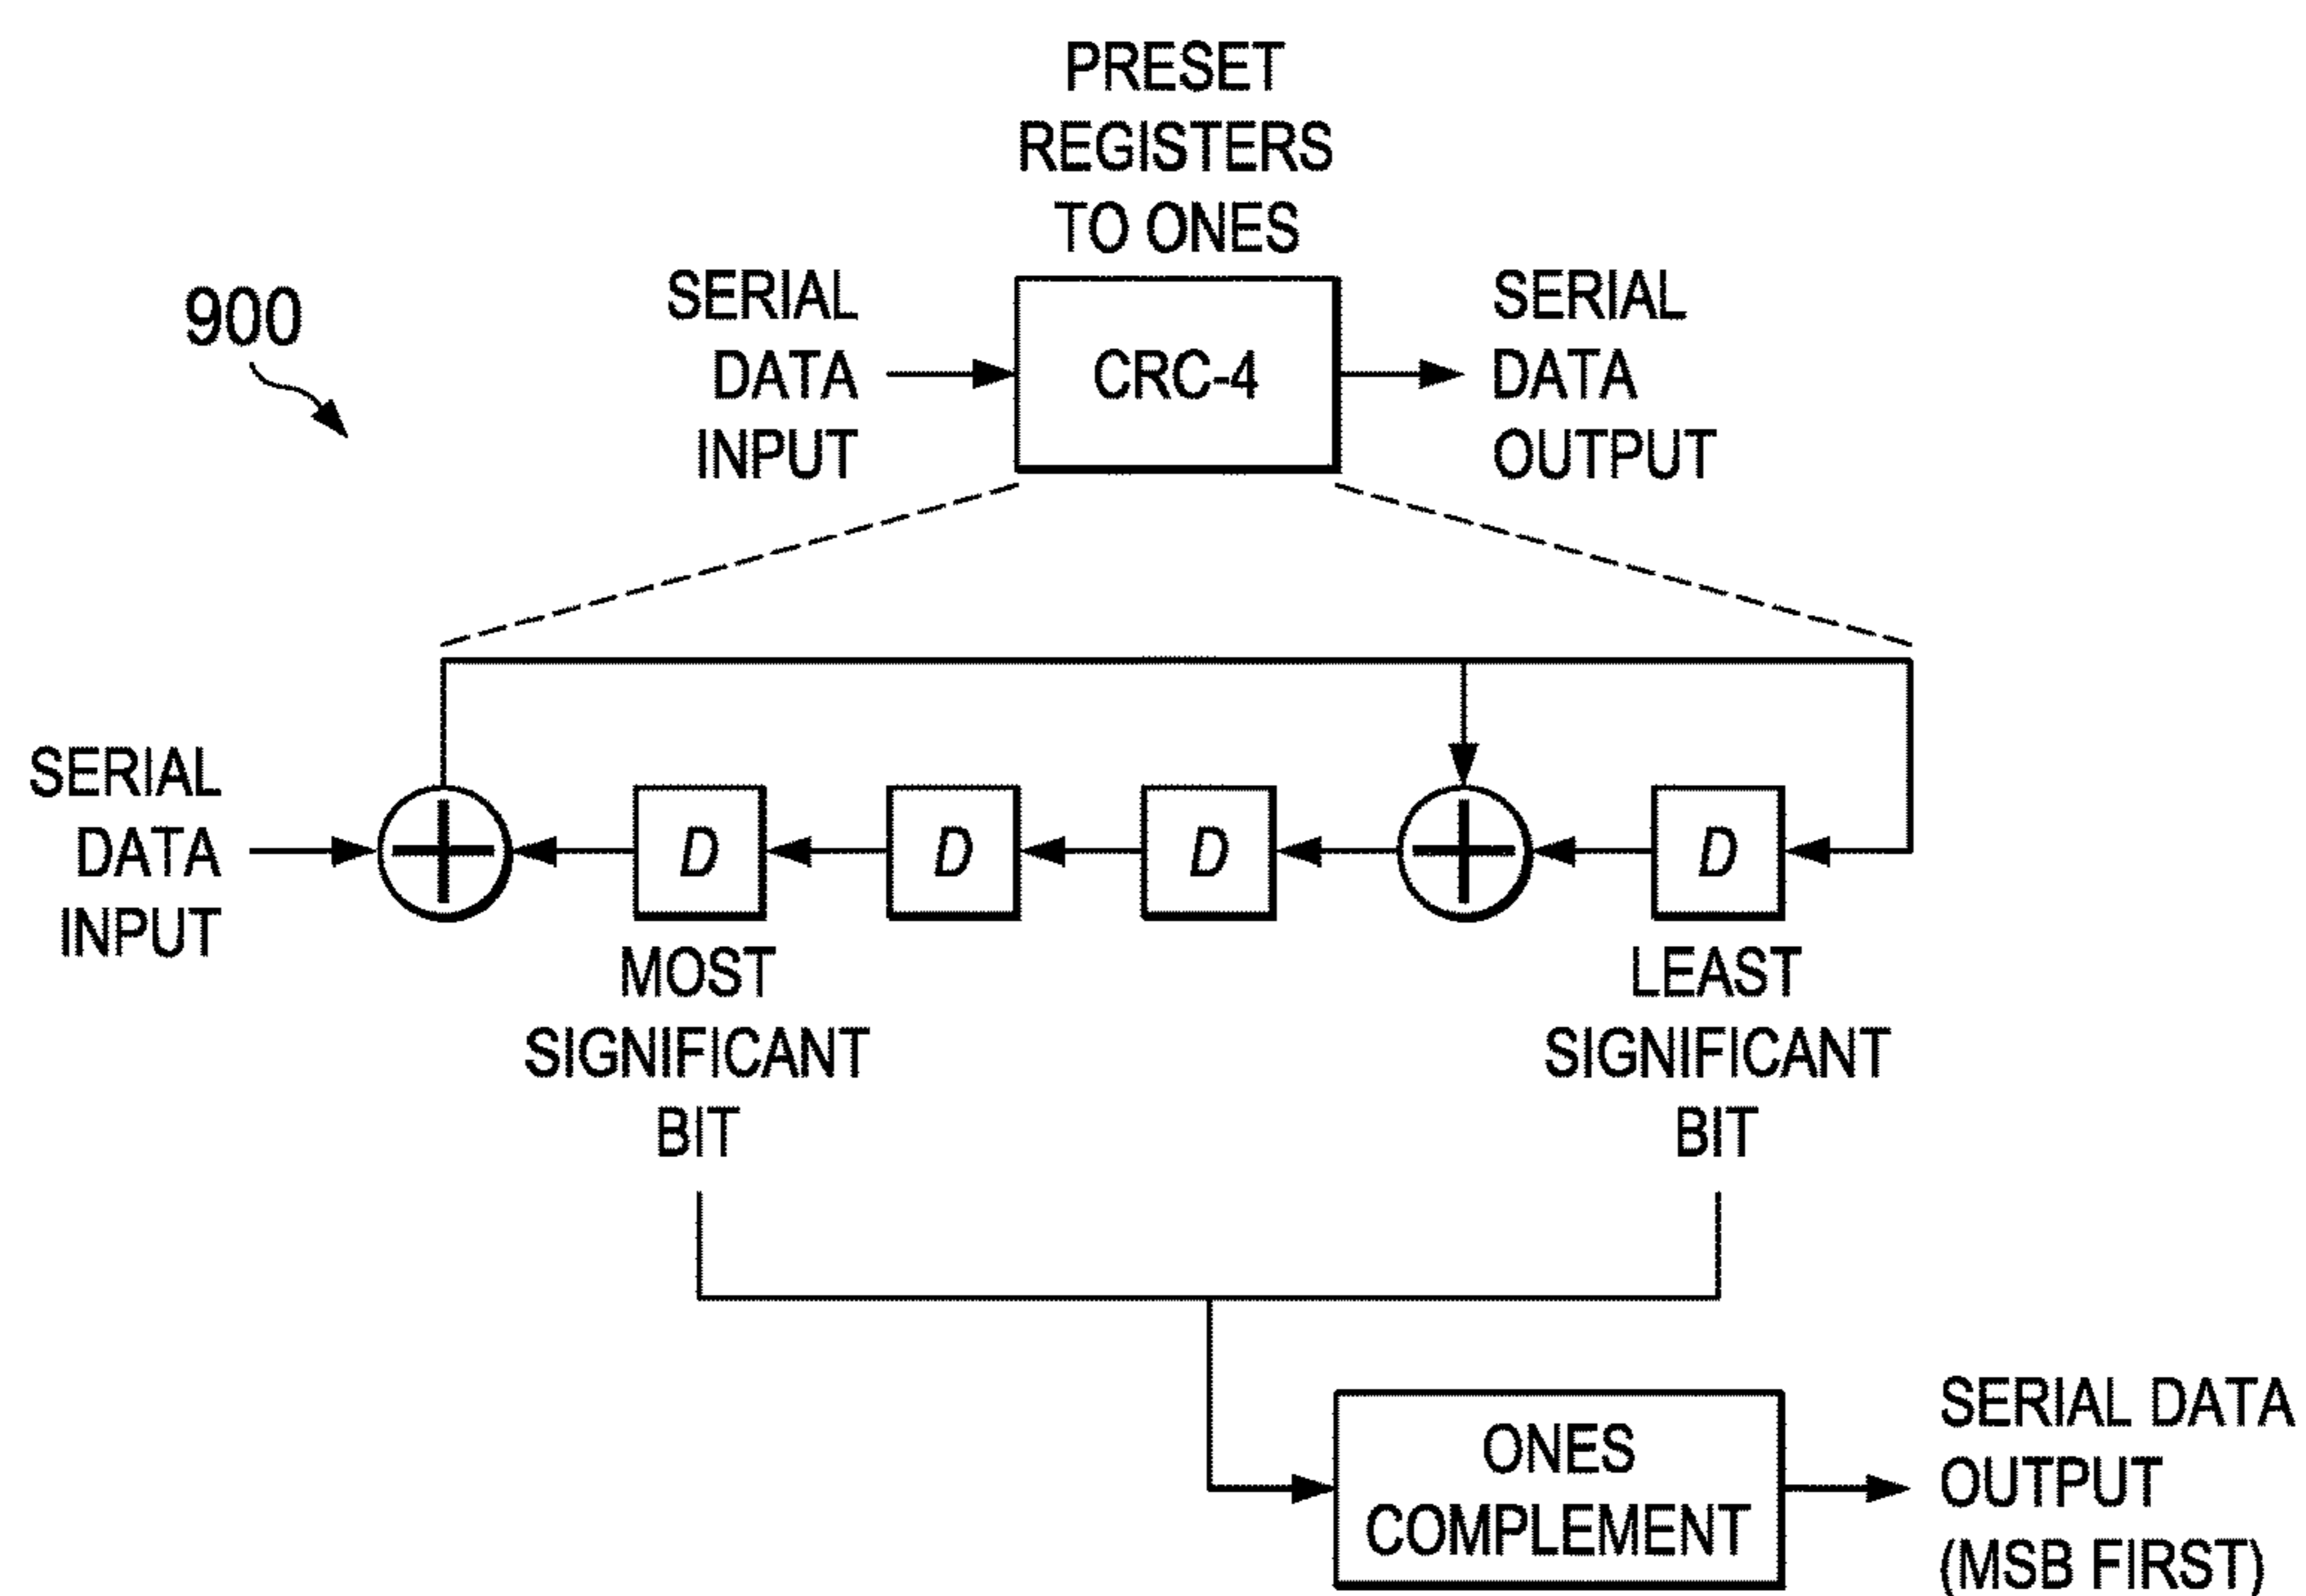 PRESET
REGISTERS
TO ONES
900
SERIAL
DATA
INPUT
CRC-4
SERIAL
DATA
OUTPUT
SERIAL
DATA
INPUT
D
D
D
D
MOST
SIGNIFICANT
BIT
LEAST
SIGNIFICANT
BIT
ONES
COMPLEMENT
SERIAL DATA
OUTPUT
(MSB FIRST)